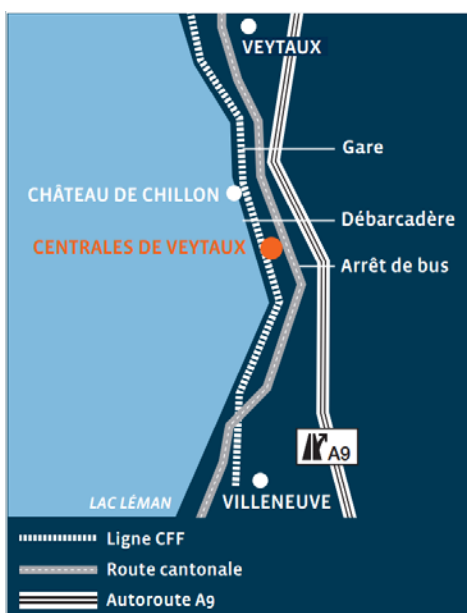 VEYTAUX
Gare
CHÂTEAU DE CHILLON
Débarcadère
CENTRALES DE VEYTAUX
Arrêt de bus
A9
LAC LÉMAN
VILLENEUVE
Ligne CFF
Route cantonale
Autoroute A9